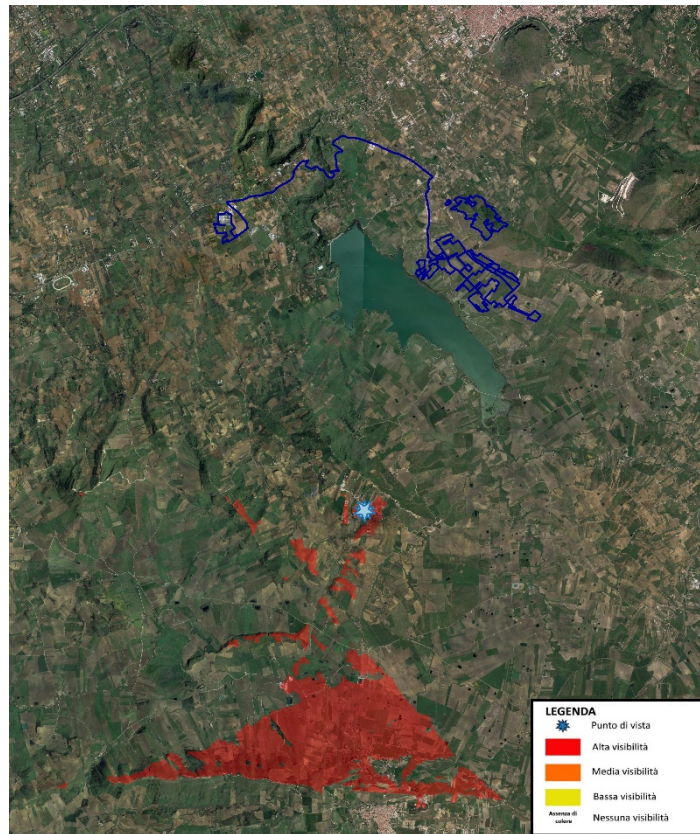 LEGENDA
Punto di vista
Alta visibilità
Media visibilità
Bassa visibilità
Assenza di
colore
Nessuna visibilità